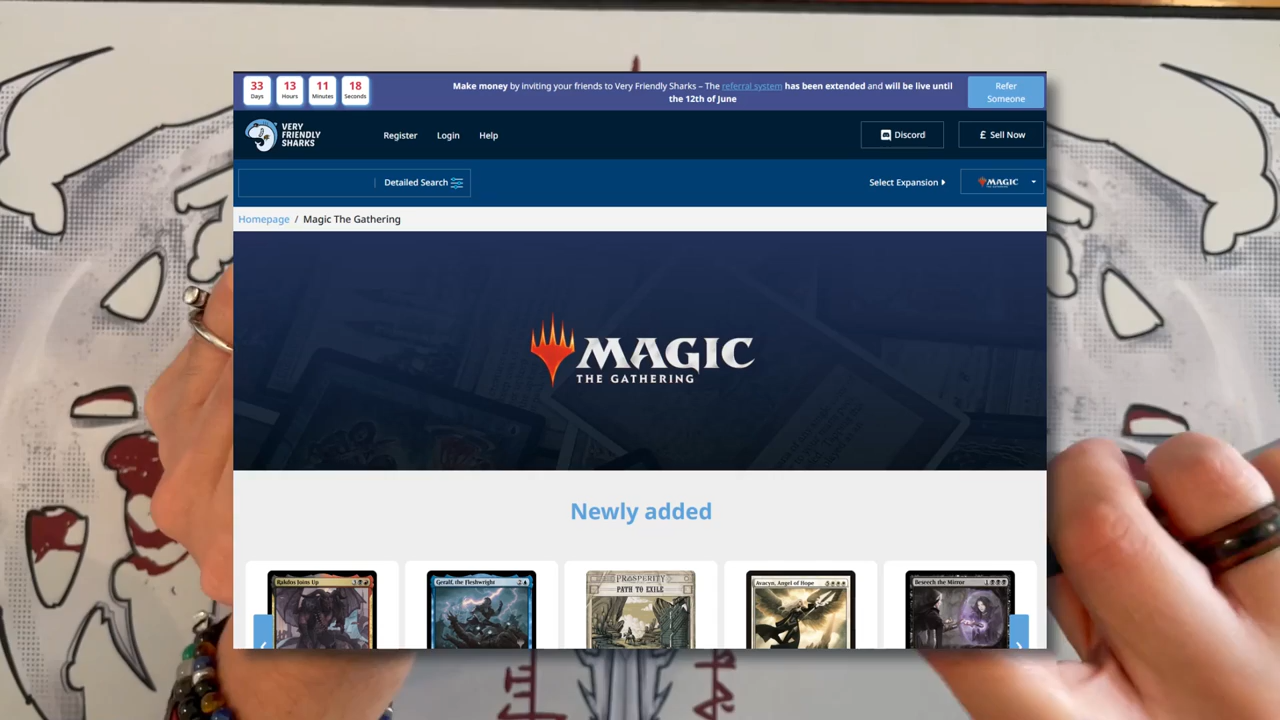 33
Days
13
Hours
11
Minutes
18
Seconds
Make money by inviting your friends to Very Friendly Sharks – The referral system has been extended and will be live until
the 12th of June
Refer
Someone
VERY
FRIENDLY
SHARKS
Register
Login
Help
Discord
£ Sell Now
Detailed Search
Select Expansion
MAGIC
Homepage / Magic The Gathering
MAGIC
THE GATHERING
Newly added
Rakdos Joins Up
Geralf, the Fleshwright
PROSPERITY
PATH TO EXILE
Avacyn, Angel of Hope
Beseech the Mirror